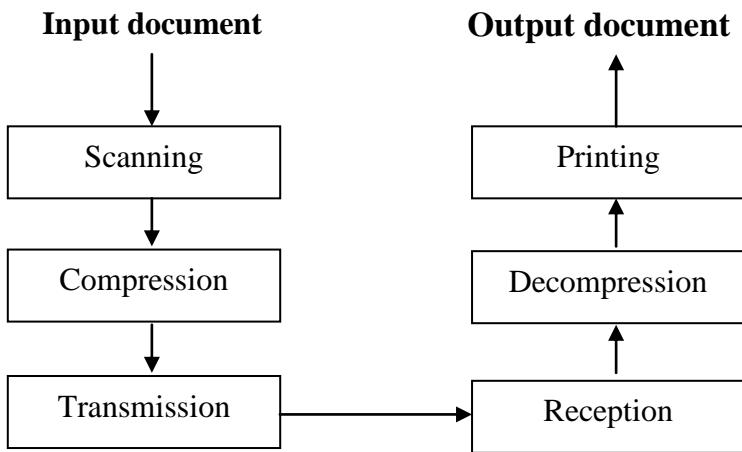 Input document
Output document
Scanning
Printing
Compression
Decompression
Transmission
Reception